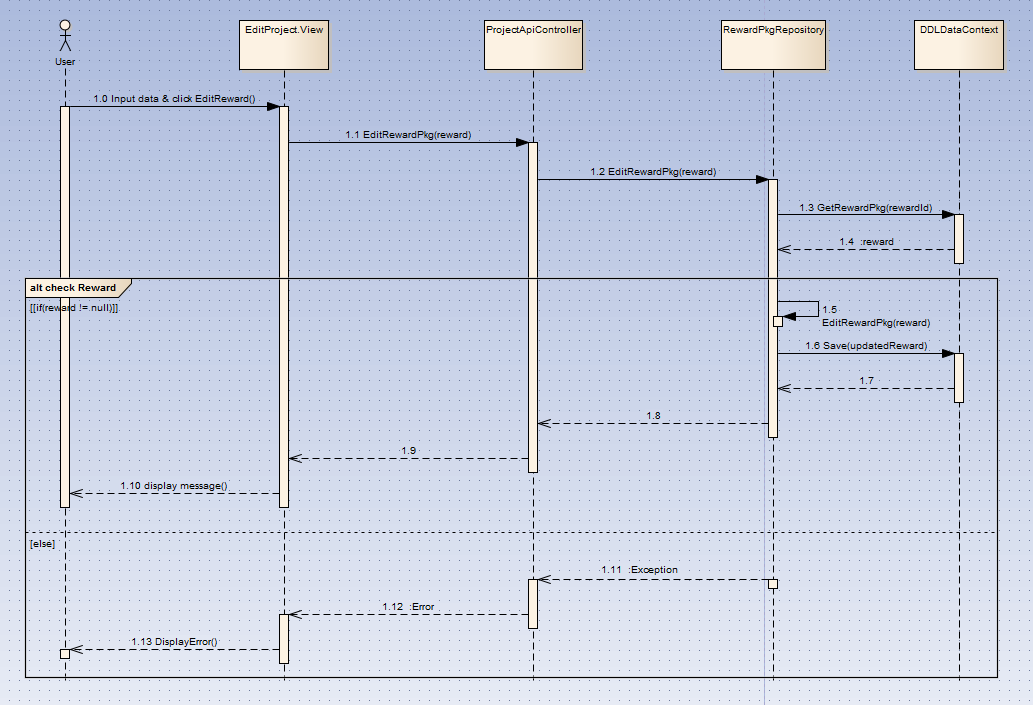 EditProject.View
ProjectApiController
RewardPkgRepository
DDLDataContext
User
1.0 Input data & click EditReward()
1.1 EditRewardPkg(reward)
1.2 EditRewardPkg(reward)
1.3 GetRewardPkg(rewardId)
1.4 :reward
alt check Reward
[[if(reward != null)]]
1.5
EditRewardPkg(reward)
1.6 Save(updatedReward)
1.7
1.8
1.9
1.10 display message()
[else]
1.11 :Exception
1.12 :Error
1.13 DisplayError()